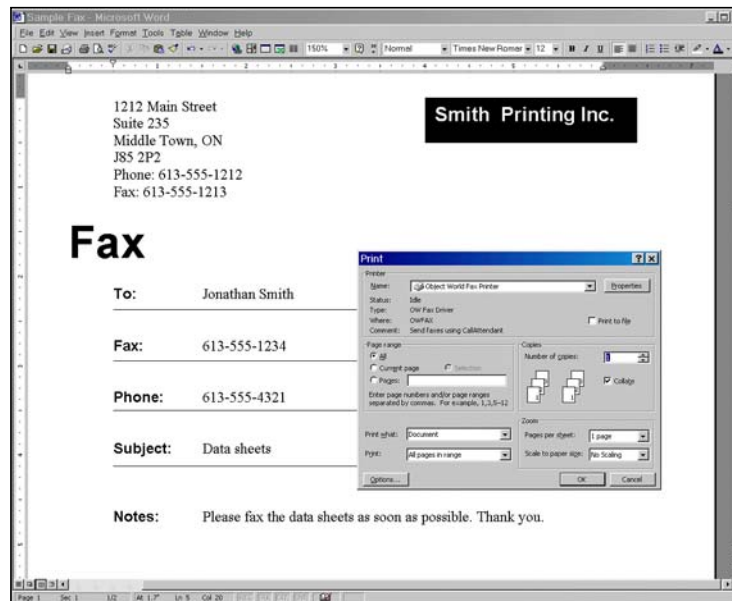 Sample Fax - Microsoft Word
File Edit View Insert Format Tools Table Window Help
150% Normal Times New Roman 12 B I U
1212 Main Street
Suite 235
Middle Town, ON
J85 2P2
Phone: 613-555-1212
Fax: 613-555-1213
Smith Printing Inc.
Fax
To: Jonathan Smith
Fax: 613-555-1234
Phone: 613-555-4321
Subject: Data sheets
Notes: Please fax the data sheets as soon as possible. Thank you.
Print
Printer
Name: Object World Fax Printer Properties
Status: Idle
Type: OW Fax Driver
Where: OWFAX
Comment: Send faxes using CallAttendant
Print to file
Page range
All
Current page Selection
Pages:
Enter page numbers and/or page ranges
separated by commas. For example, 1,3,5-12
Copies
Number of copies: 1
Collate
Print what: Document
Print: All pages in range
Zoom
Pages per sheet: 1 page
Scale to paper size: No Scaling
Options... OK Cancel
Page 1 Sec 1 1/2 At 1.7" Ln 5 Col 20